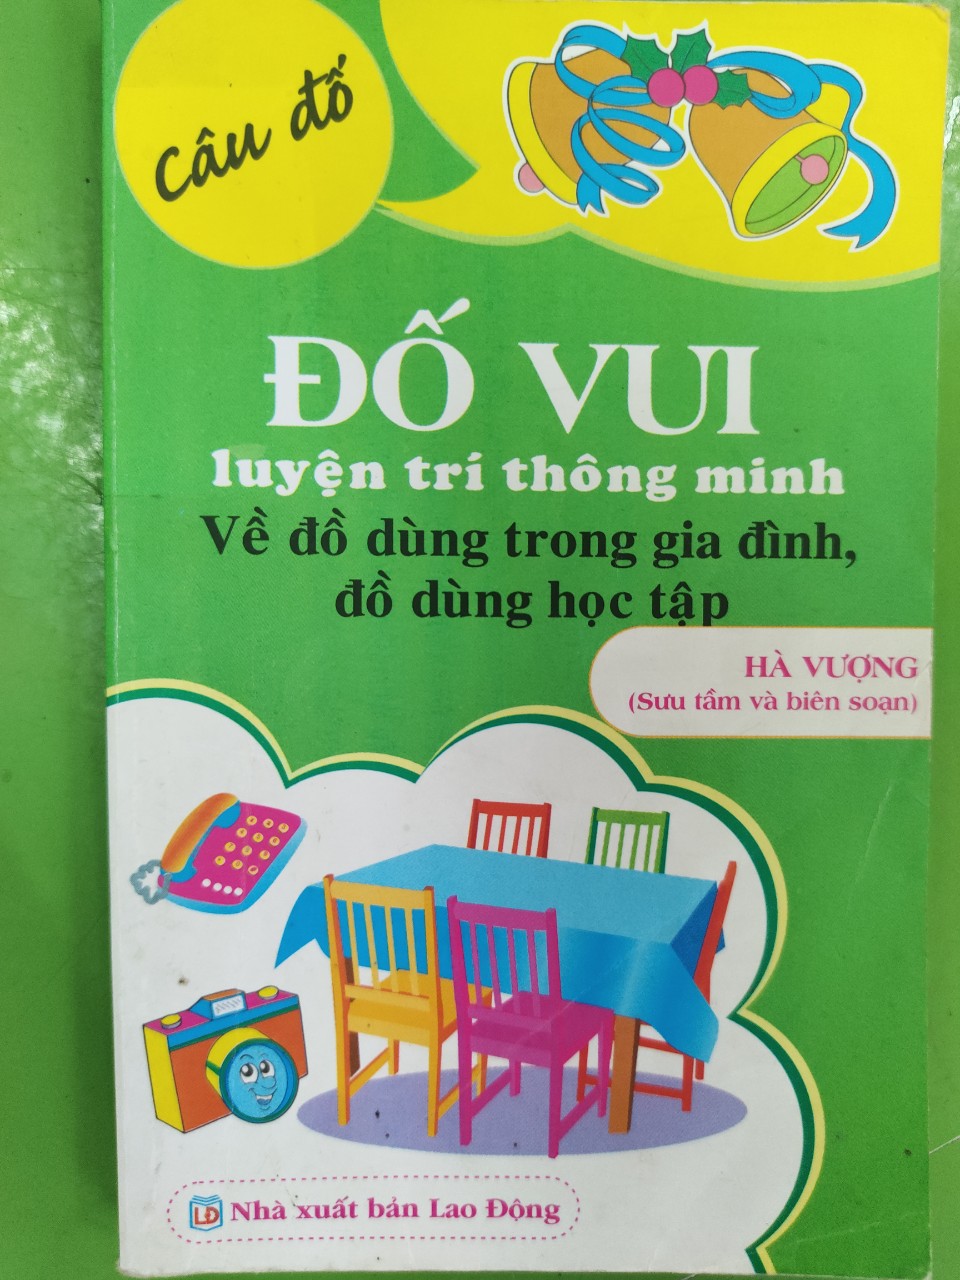 Câu đố
ĐỐ VUI
luyện trí thông minh
Về đồ dùng trong gia đình,
đồ dùng học tập
HÀ VƯỢNG
(Sưu tầm và biên soạn)
LĐ Nhà xuất bản Lao Động